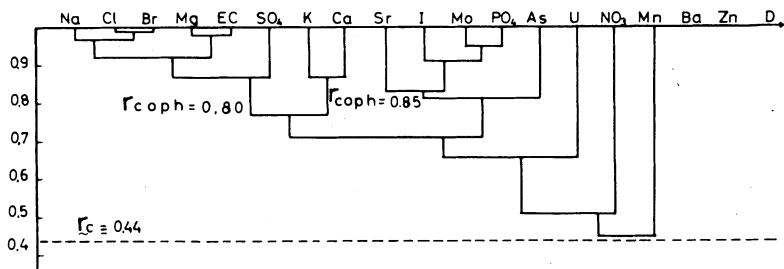 Na Cl Br Mg EC SO₄ K Ca Sr I Mo PO₄ As U NO₃ Mn Ba Zn D
0,9
0,8
rcoph = 0,80
rcoph = 0.85
0,7
0,6
0,5
rc ≅ 0,44
0,4